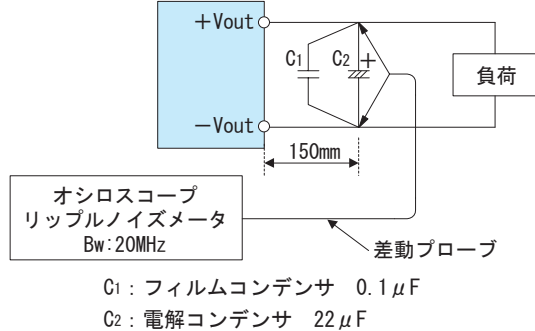 +Vout
C1
C2
+
負荷
−Vout
150mm
オシロスコープ
リップルノイズメータ
Bw:20MHz
差動プローブ
C1:フィルムコンデンサ 0.1μF
C2:電解コンデンサ 22μF